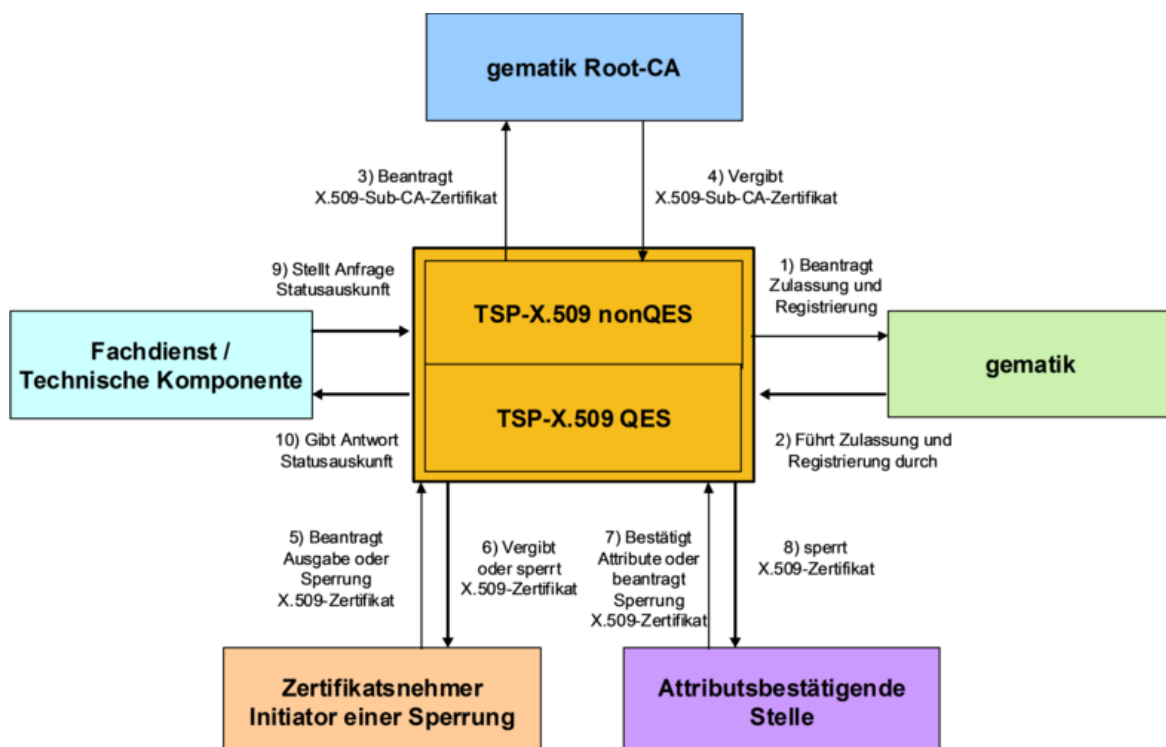 gematik Root-CA
3) Beantragt
X.509-Sub-CA-Zertifikat
4) Vergibt
X.509-Sub-CA-Zertifikat
9) Stellt Anfrage
Statusauskunft
TSP-X.509 nonQES
1) Beantragt
Zulassung und
Registrierung
Fachdienst /
Technische Komponente
gematik
TSP-X.509 QES
10) Gibt Antwort
Statusauskunft
2) Führt Zulassung und
Registrierung durch
5) Beantragt
Ausgabe oder
Sperrung
X.509-Zertifikat
6) Vergibt
oder sperrt
X.509-Zertifikat
7) Bestätigt
Attribute oder
beantragt
Sperrung
X.509-Zertifikat
8) sperrt
X.509-Zertifikat
Zertifikatsnehmer
Initiator einer Sperrung
Attributsbestätigende
Stelle